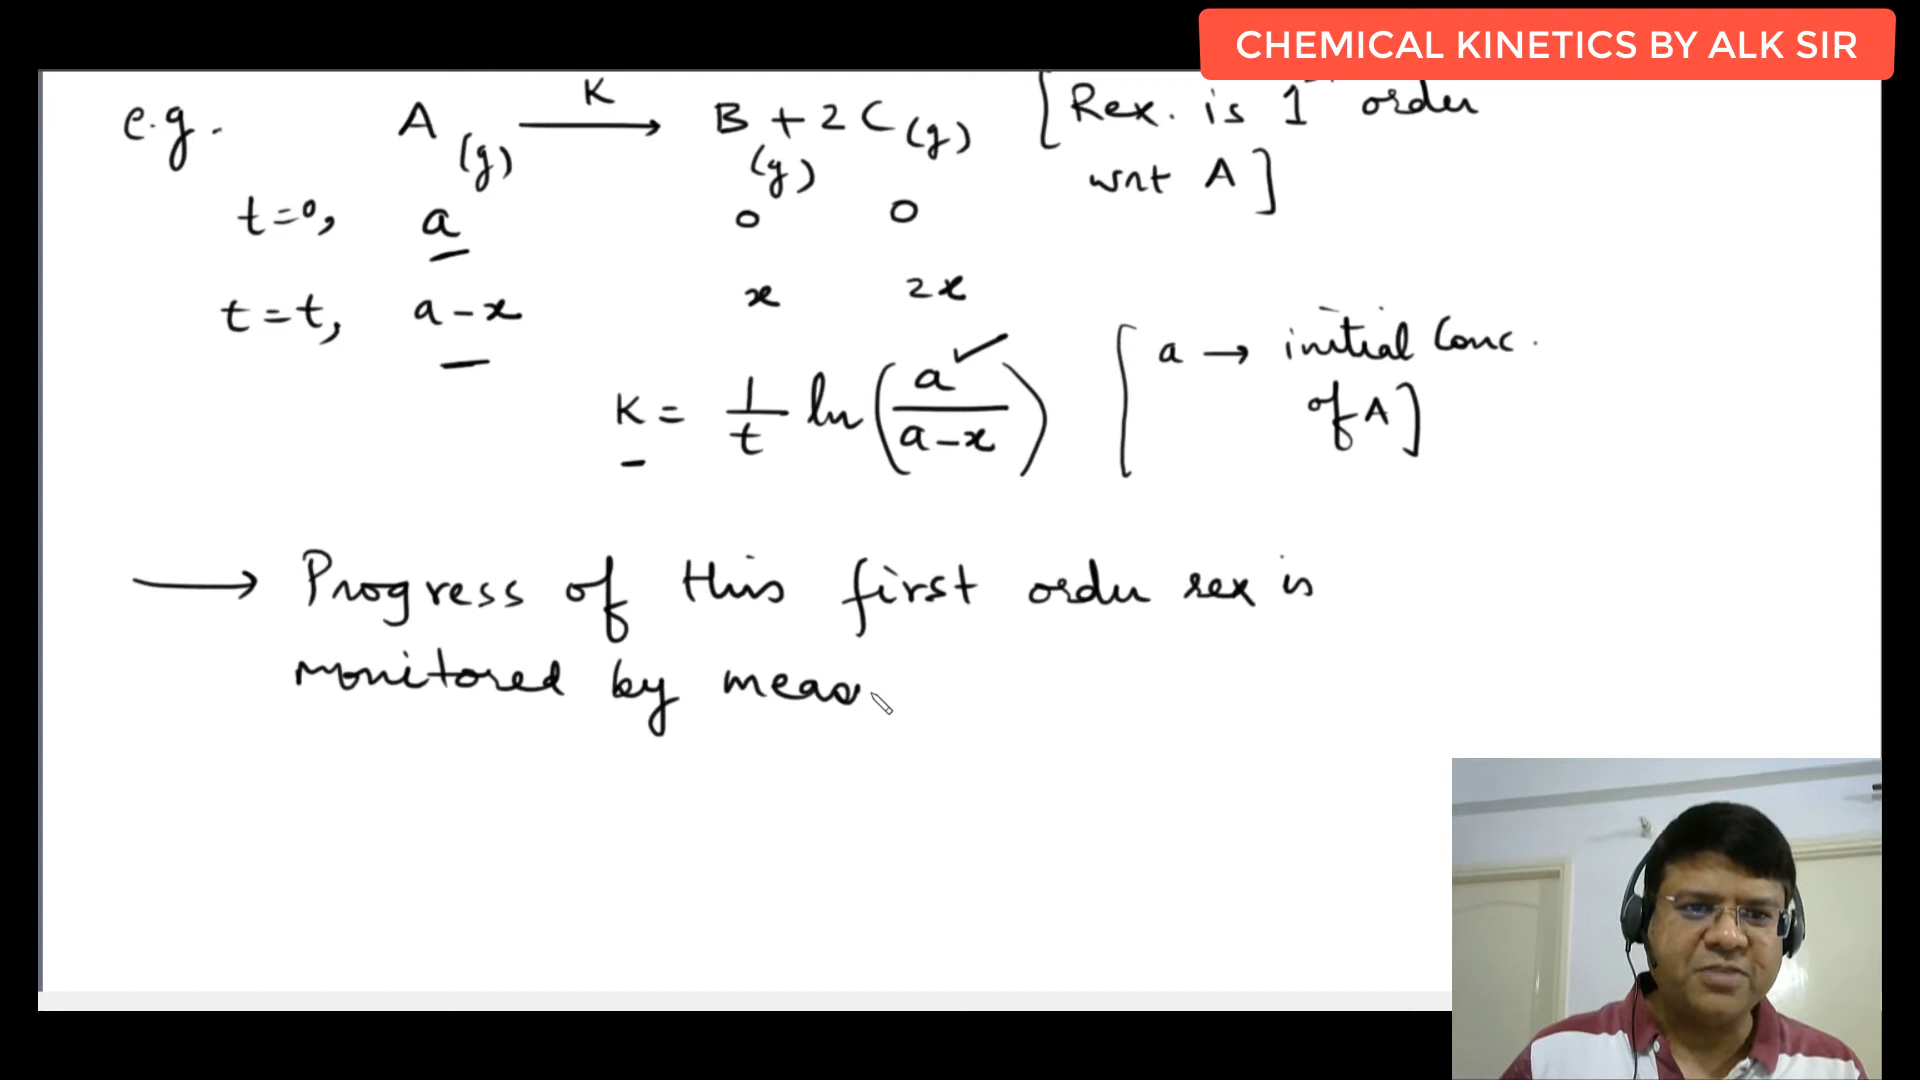 CHEMICAL KINETICS BY ALK SIR
e.g. A (g) K → B (g) + 2C (g) [Rex. is 1st order
wrt A]
t=0, a 0 0
t=t, a-x x 2x
K = 1/t ln(a/(a-x)) [a → initial Conc.
of A]
→ Progress of this first order rex is
monitored by meas